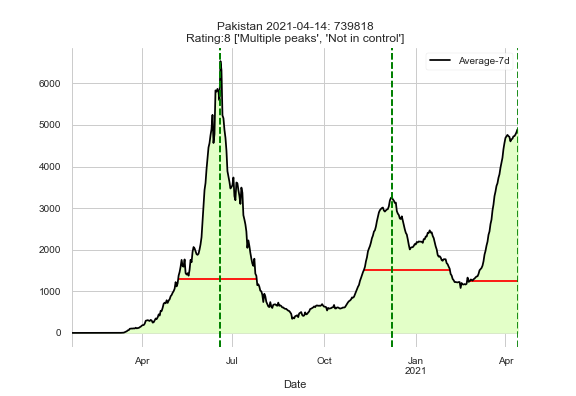 Pakistan 2021-04-14: 739818
Rating:8 ['Multiple peaks', 'Not in control']
Average-7d
6000
5000
4000
3000
2000
1000
0
Apr Jul Oct Jan Apr
2021
Date